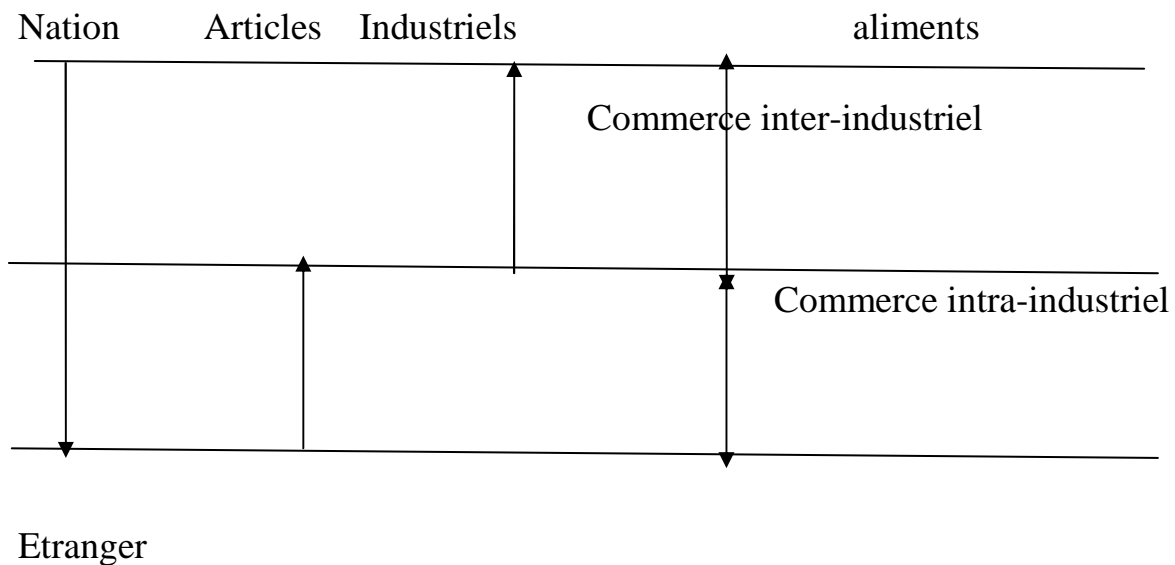 Nation Articles Industriels aliments
Commerce inter-industriel
Commerce intra-industriel
Etranger